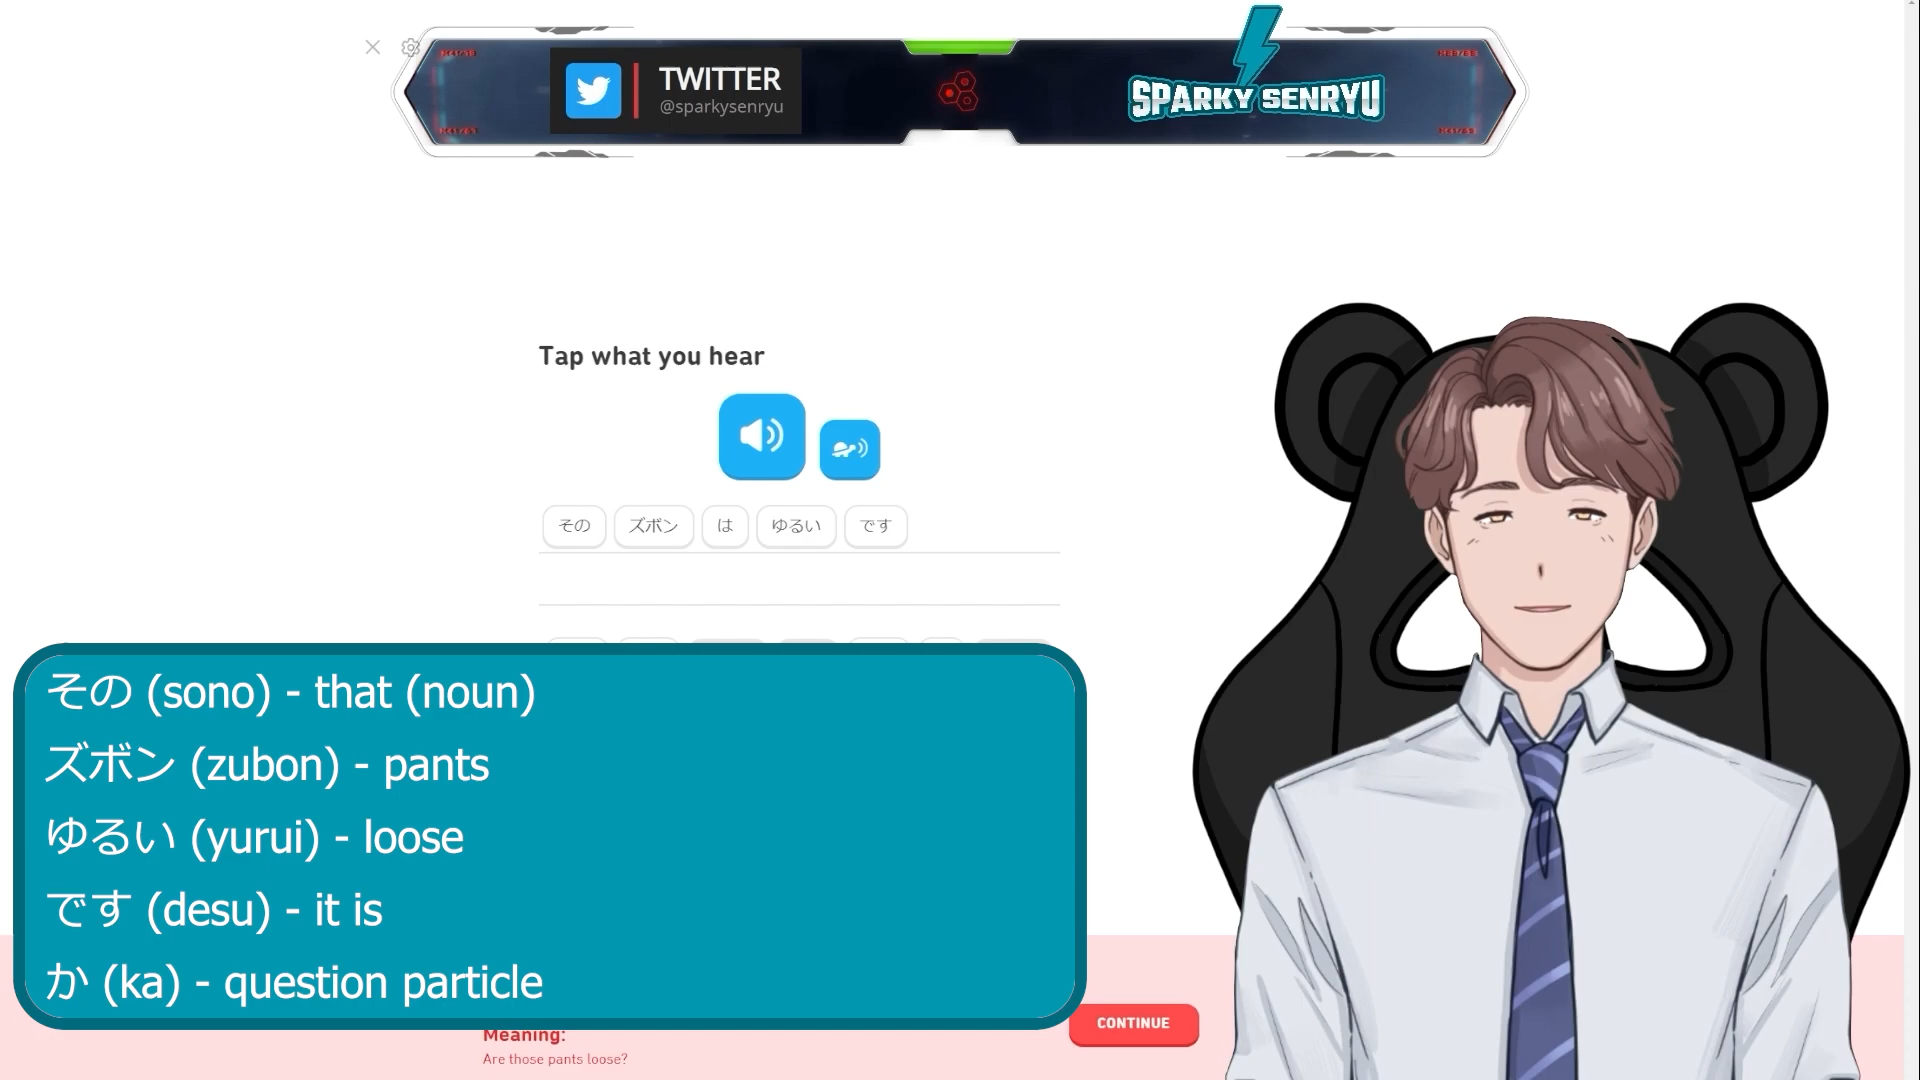 TWITTER
@sparkysenryu
SPARKY SENRYU
Tap what you hear
その ズボン は ゆるい です
その (sono) - that (noun)
ズボン (zubon) - pants
ゆるい (yurui) - loose
です (desu) - it is
か (ka) - question particle
Meaning:
Are those pants loose?
CONTINUE